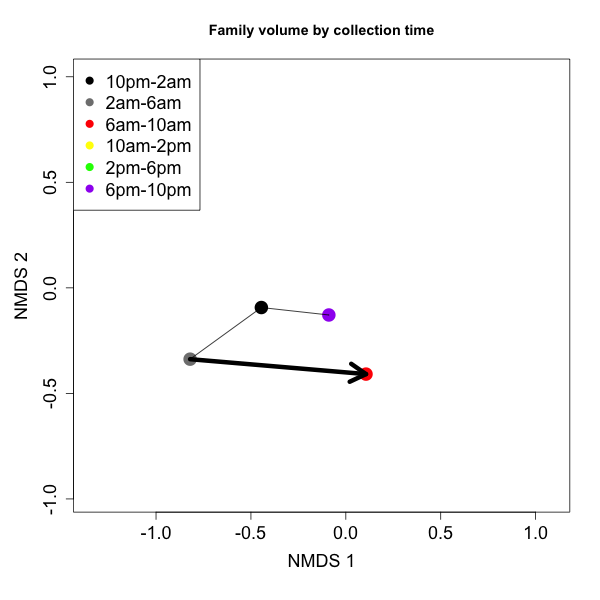 Family volume by collection time
10pm-2am
2am-6am
6am-10am
10am-2pm
2pm-6pm
6pm-10pm
1.0
0.5
0.0
-0.5
-1.0
NMDS 2
-1.0 -0.5 0.0 0.5 1.0
NMDS 1